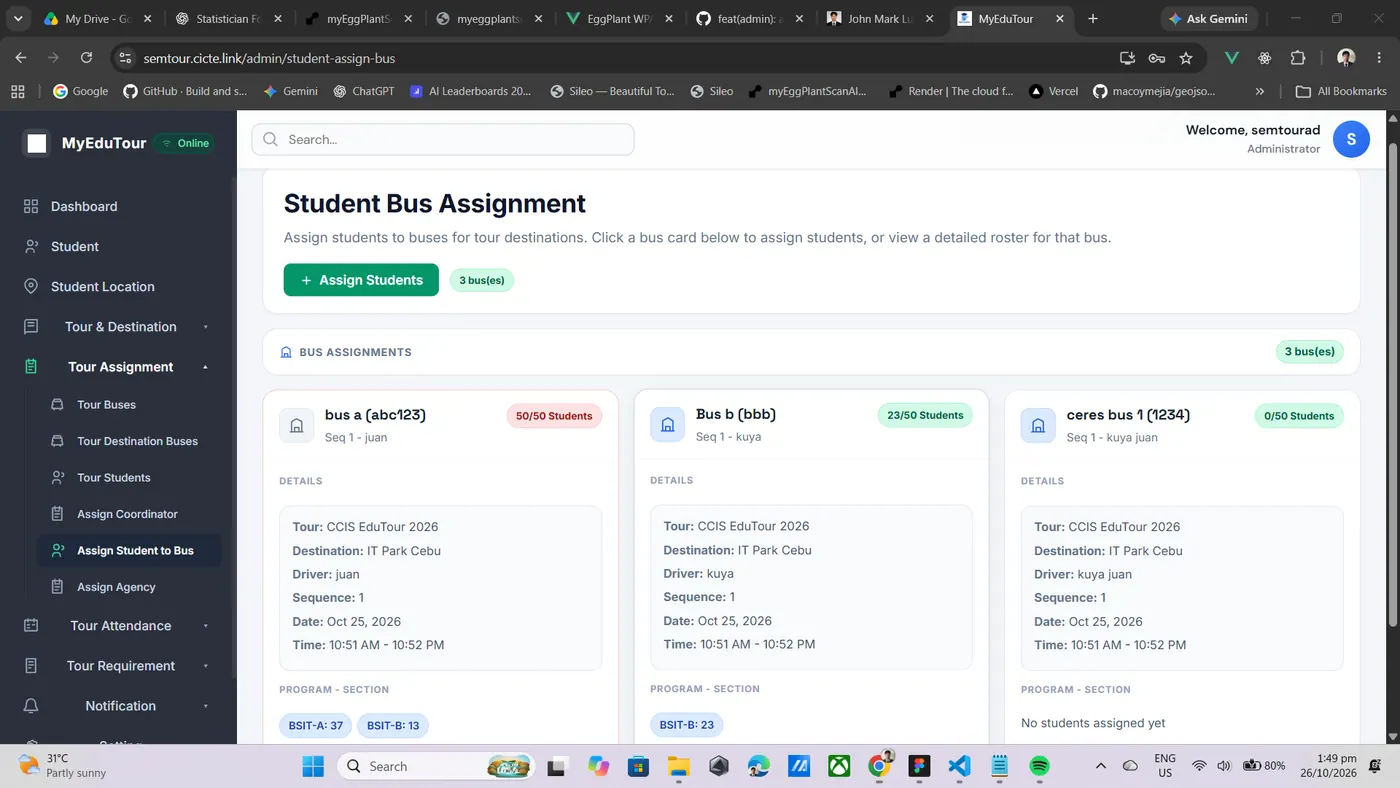 My Drive - Go
Statistician Fo
myEggPlantS
myeggplants
EggPlant WP
feat(admin): a
John Mark Lu
MyEduTour
Ask Gemini
semtour.cicte.link/admin/student-assign-bus
Google
GitHub · Build and s...
Gemini
ChatGPT
AI Leaderboards 20...
Sileo — Beautiful To...
Sileo
myEggPlantScanAI...
Render | The cloud f...
Vercel
macoymejia/geojso...
All Bookmarks
MyEduTour
Online
Search...
Welcome, semtourad
Administrator
S
Dashboard
Student
Student Location
Tour & Destination
Tour Assignment
Tour Buses
Tour Destination Buses
Tour Students
Assign Coordinator
Assign Student to Bus
Assign Agency
Tour Attendance
Tour Requirement
Notification
Student Bus Assignment
Assign students to buses for tour destinations. Click a bus card below to assign students, or view a detailed roster for that bus.
+ Assign Students
3 bus(es)
BUS ASSIGNMENTS
3 bus(es)
bus a (abc123)
50/50 Students
Seq 1 - juan
DETAILS
Tour: CCIS EduTour 2026
Destination: IT Park Cebu
Driver: juan
Sequence: 1
Date: Oct 25, 2026
Time: 10:51 AM - 10:52 PM
PROGRAM - SECTION
BSIT-A: 37
BSIT-B: 13
Bus b (bbb)
23/50 Students
Seq 1 - kuya
DETAILS
Tour: CCIS EduTour 2026
Destination: IT Park Cebu
Driver: kuya
Sequence: 1
Date: Oct 25, 2026
Time: 10:51 AM - 10:52 PM
PROGRAM - SECTION
BSIT-B: 23
ceres bus 1 (1234)
0/50 Students
Seq 1 - kuya juan
DETAILS
Tour: CCIS EduTour 2026
Destination: IT Park Cebu
Driver: kuya juan
Sequence: 1
Date: Oct 25, 2026
Time: 10:51 AM - 10:52 PM
PROGRAM - SECTION
No students assigned yet
31°C
Partly sunny
Search
ENG
US
80%
1:49 pm
26/10/2026